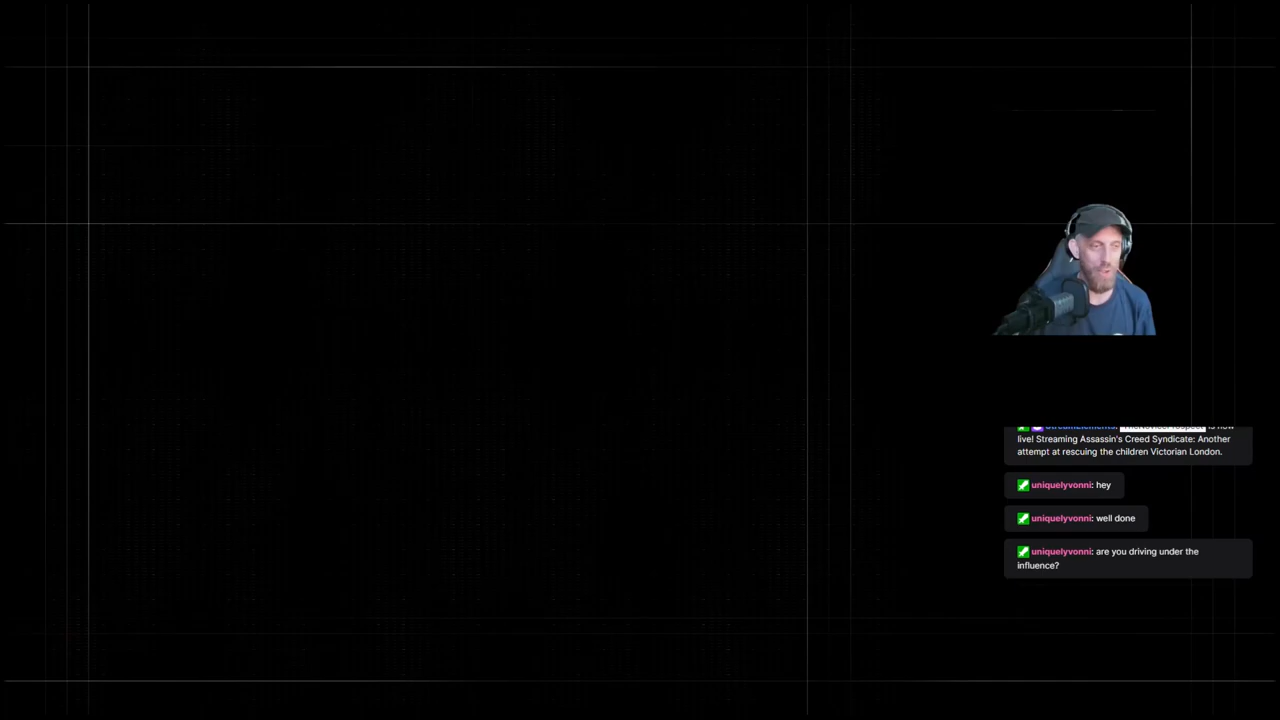 live! Streaming Assassin's Creed Syndicate: Another
attempt at rescuing the children Victorian London.
uniquelyvonni: hey
uniquelyvonni: well done
uniquelyvonni: are you driving under the
influence?